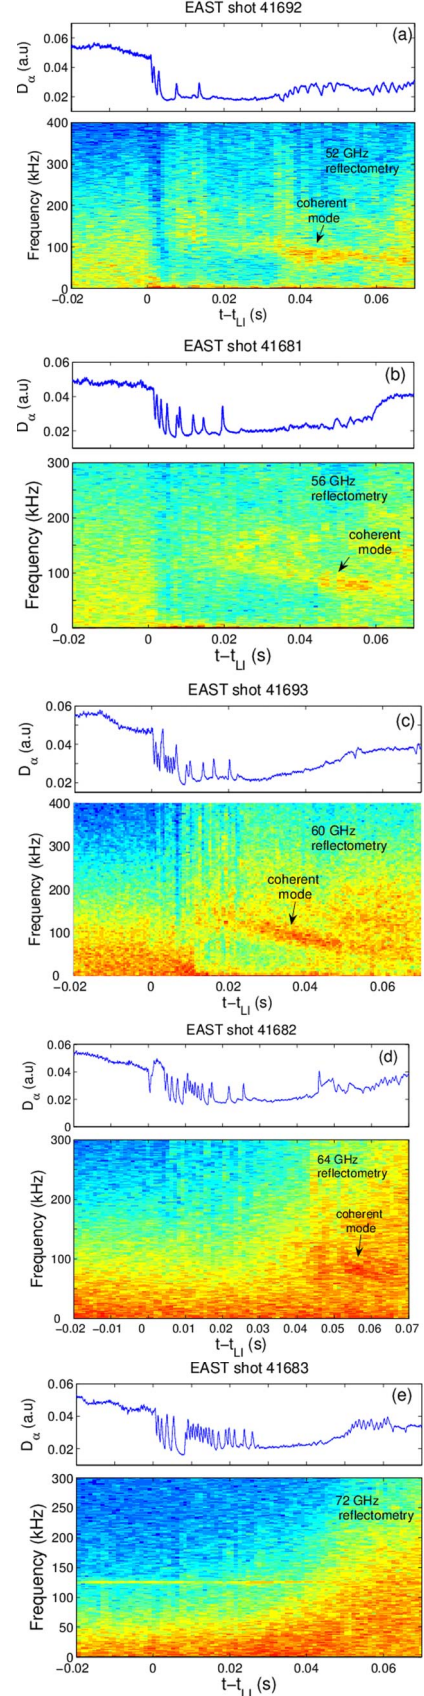 EAST shot 41692
(a)
D_α (a.u)
0.06
0.04
0.02
400
300
200
100
0
Frequency (kHz)
52 GHz
reflectometry
coherent
mode
−0.02 0 0.02 0.04 0.06
t−t_LI (s)
EAST shot 41681
(b)
D_α (a.u)
0.06
0.04
0.02
300
200
100
0
Frequency (kHz)
56 GHz
reflectometry
coherent
mode
−0.02 0 0.02 0.04 0.06
t−t_LI (s)
EAST shot 41693
(c)
D_α (a.u)
0.06
0.04
0.02
400
300
200
100
0
Frequency (kHz)
60 GHz
reflectometry
coherent
mode
−0.02 0 0.02 0.04 0.06
t−t_LI (s)
EAST shot 41682
(d)
D_α (a.u)
0.06
0.04
0.02
0
300
200
100
0
Frequency (kHz)
64 GHz
reflectometry
coherent
mode
−0.02 −0.01 0 0.01 0.02 0.03 0.04 0.05 0.06 0.07
t−t_LI (s)
EAST shot 41683
(e)
D_α (a.u)
0.06
0.04
0.02
300
250
200
150
100
50
0
Frequency (kHz)
72 GHz
reflectometry
−0.02 0 0.02 0.04 0.06
t−t_LI (s)